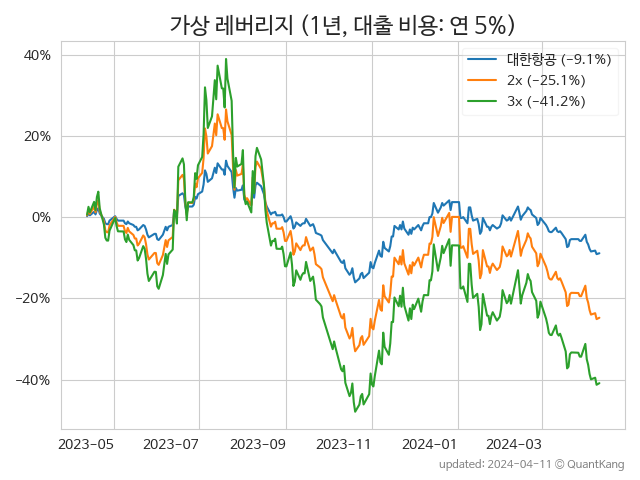 가상 레버리지 (1년, 대출 비용: 연 5%)
대한항공 (−9.1%)
2x (−25.1%)
3x (−41.2%)
40%
20%
0%
−20%
−40%
2023-05 2023-07 2023-09 2023-11 2024-01 2024-03
updated: 2024-04-11 © QuantKang